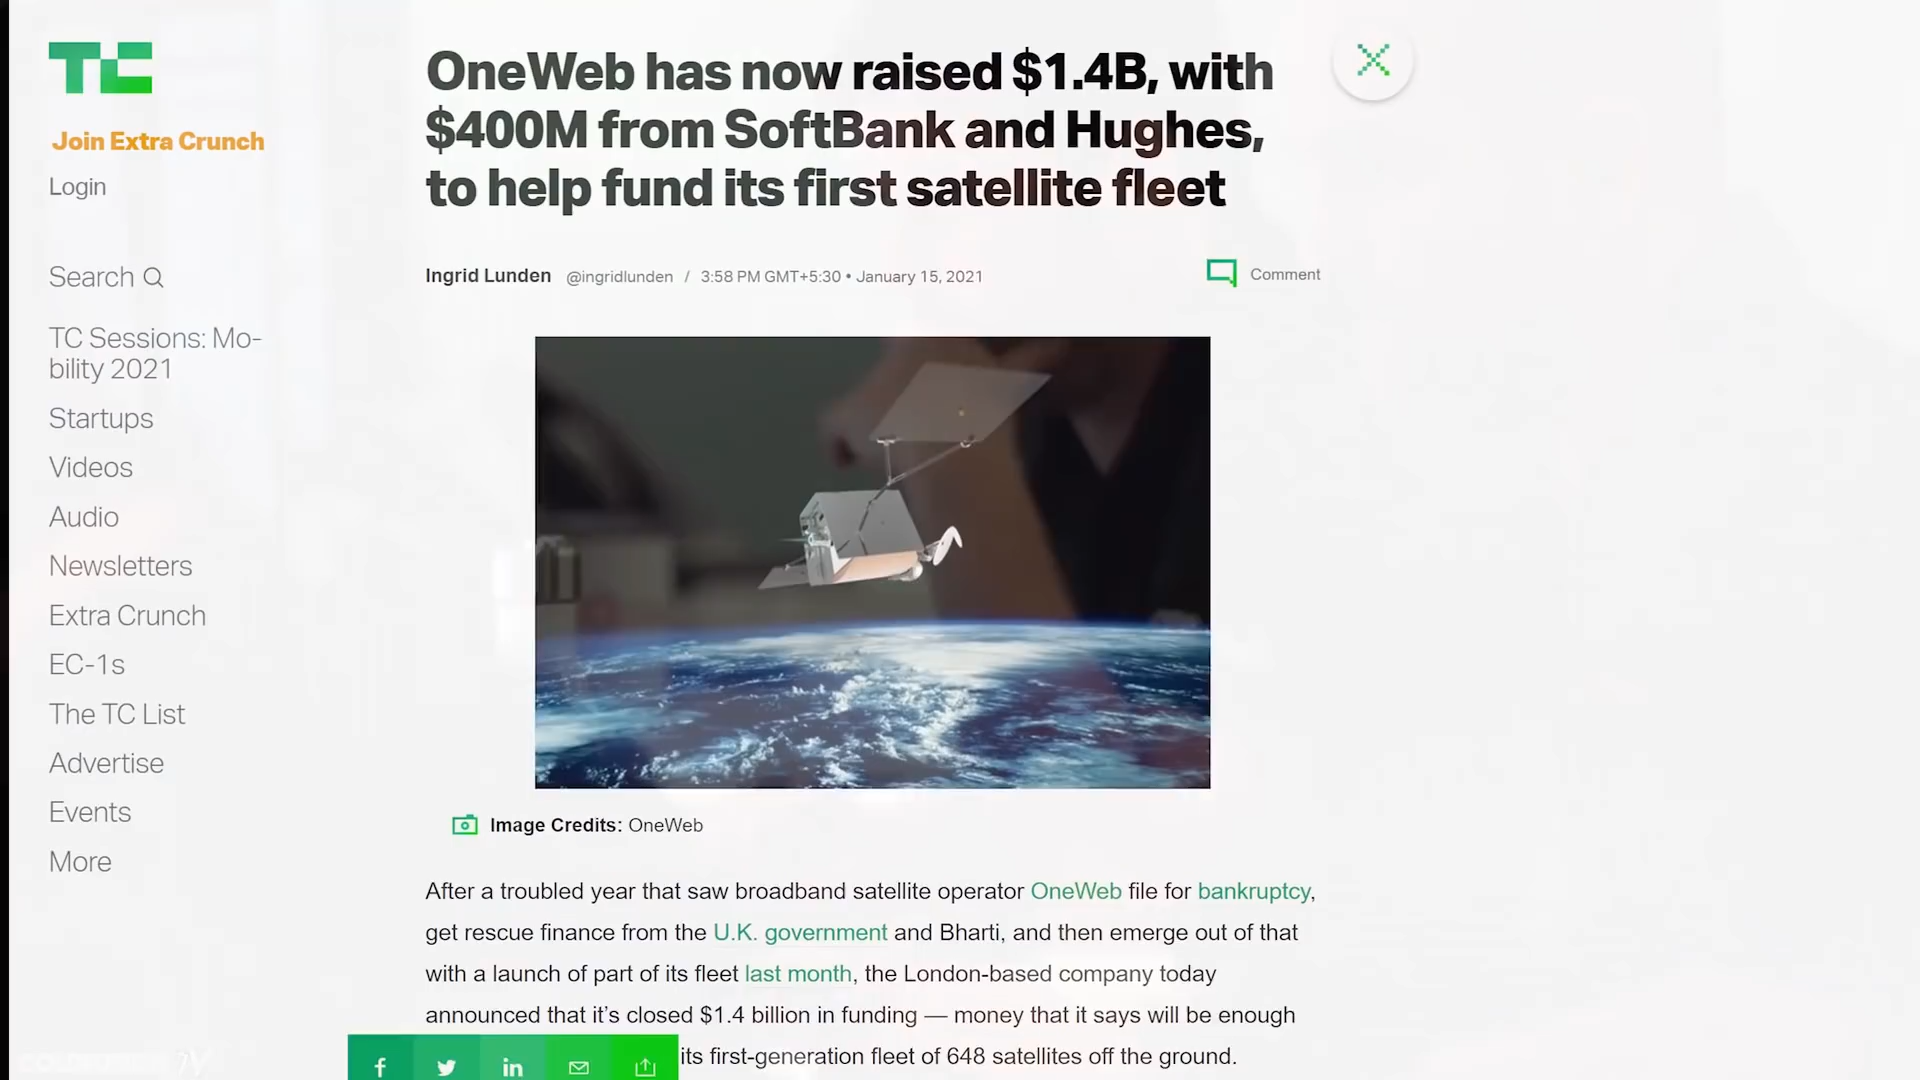 TC
Join Extra Crunch
Login
Search
TC Sessions: Mo-
bility 2021
Startups
Videos
Audio
Newsletters
Extra Crunch
EC-1s
The TC List
Advertise
Events
More
OneWeb has now raised $1.4B, with
$400M from SoftBank and Hughes,
to help fund its first satellite fleet
Ingrid Lunden @ingridlunden / 3:58 PM GMT+5:30 • January 15, 2021
Comment
Image Credits: OneWeb
After a troubled year that saw broadband satellite operator OneWeb file for bankruptcy,
get rescue finance from the U.K. government and Bharti, and then emerge out of that
with a launch of part of its fleet last month, the London-based company today
announced that it’s closed $1.4 billion in funding — money that it says will be enough
its first-generation fleet of 648 satellites off the ground.